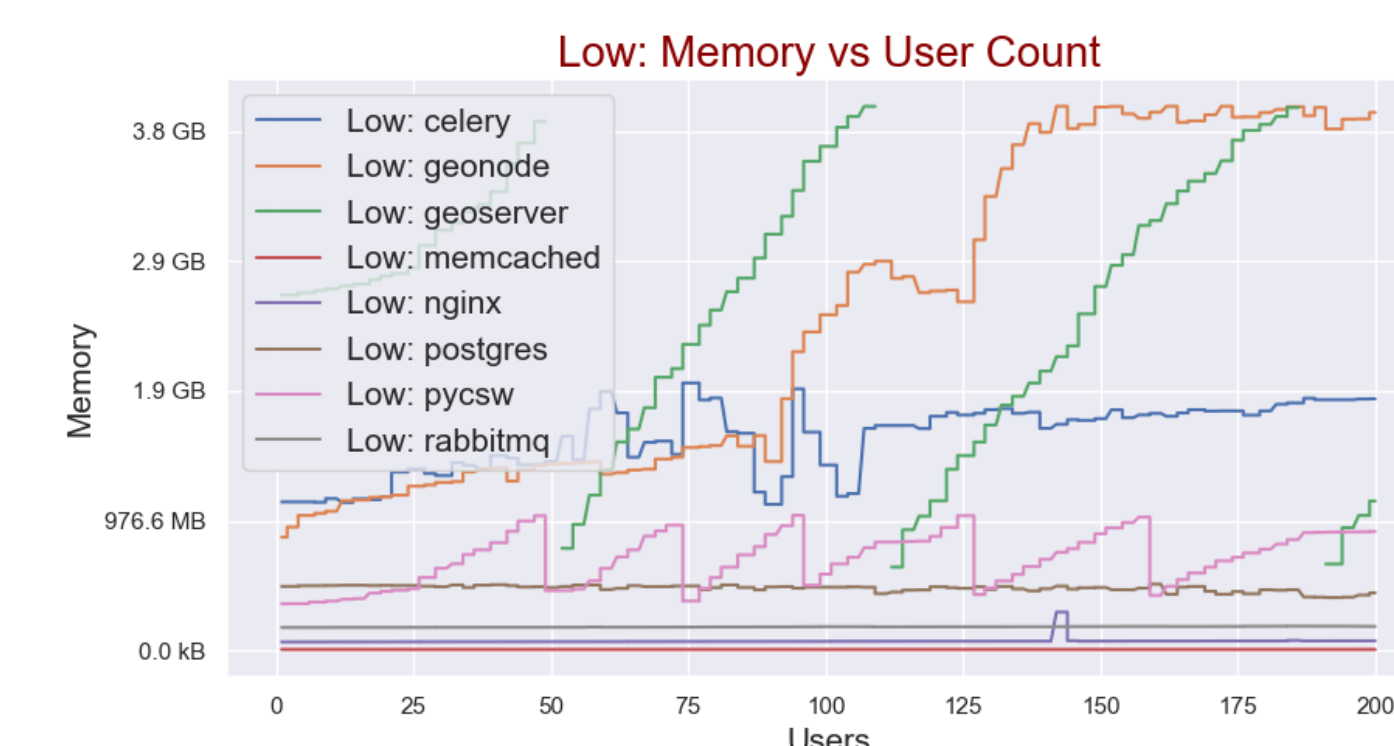 Low: Memory vs User Count
Low: celery
Low: geonode
Low: geoserver
Low: memcached
Low: nginx
Low: postgres
Low: pycsw
Low: rabbitmq
Memory
3.8 GB
2.9 GB
1.9 GB
976.6 MB
0.0 kB
0 25 50 75 100 125 150 175 200
Users